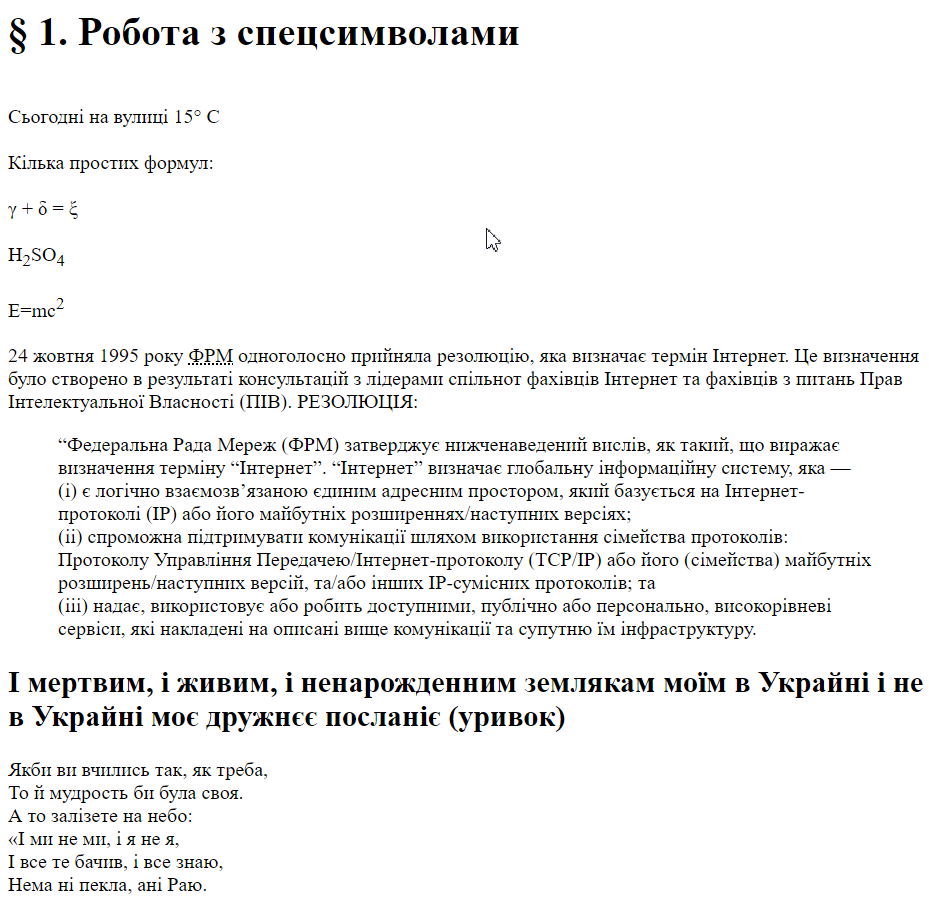 § 1. Робота з спецсимволами
Сьогодні на вулиці 15° C
Кілька простих формул:
γ + δ = ξ
H₂SO₄
E=mc²
24 жовтня 1995 року ФРМ одноголосно прийняла резолюцію, яка визначає термін Інтернет. Це визначення
було створено в результаті консультацій з лідерами спільнот фахівців Інтернет та фахівців з питань Прав
Інтелектуальної Власності (ПІВ). РЕЗОЛЮЦІЯ:
“Федеральна Рада Мереж (ФРМ) затверджує нижченаведений вислів, як такий, що виражає
визначення терміну “Інтернет”. “Інтернет” визначає глобальну інформаційну систему, яка —
(i) є логічно взаємозв’язаною єдиним адресним простором, який базується на Інтернет-
протоколі (IP) або його майбутніх розширеннях/наступних версіях;
(ii) спроможна підтримувати комунікації шляхом використання сімейства протоколів:
Протоколу Управління Передачею/Інтернет-протоколу (TCP/IP) або його (сімейства) майбутніх
розширень/наступних версій, та/або інших IP-сумісних протоколів; та
(iii) надає, використовує або робить доступними, публічно або персонально, високорівневі
сервіси, які накладені на описані вище комунікації та супутню їм інфраструктуру.
І мертвим, і живим, і ненарожденним землякам моїм в Украйні і не
в Украйні моє дружнєє посланіє (уривок)
Якби ви вчились так, як треба,
То й мудрость би була своя.
А то залізете на небо:
«І ми не ми, і я не я,
І все те бачив, і все знаю,
Нема ні пекла, ані Раю.